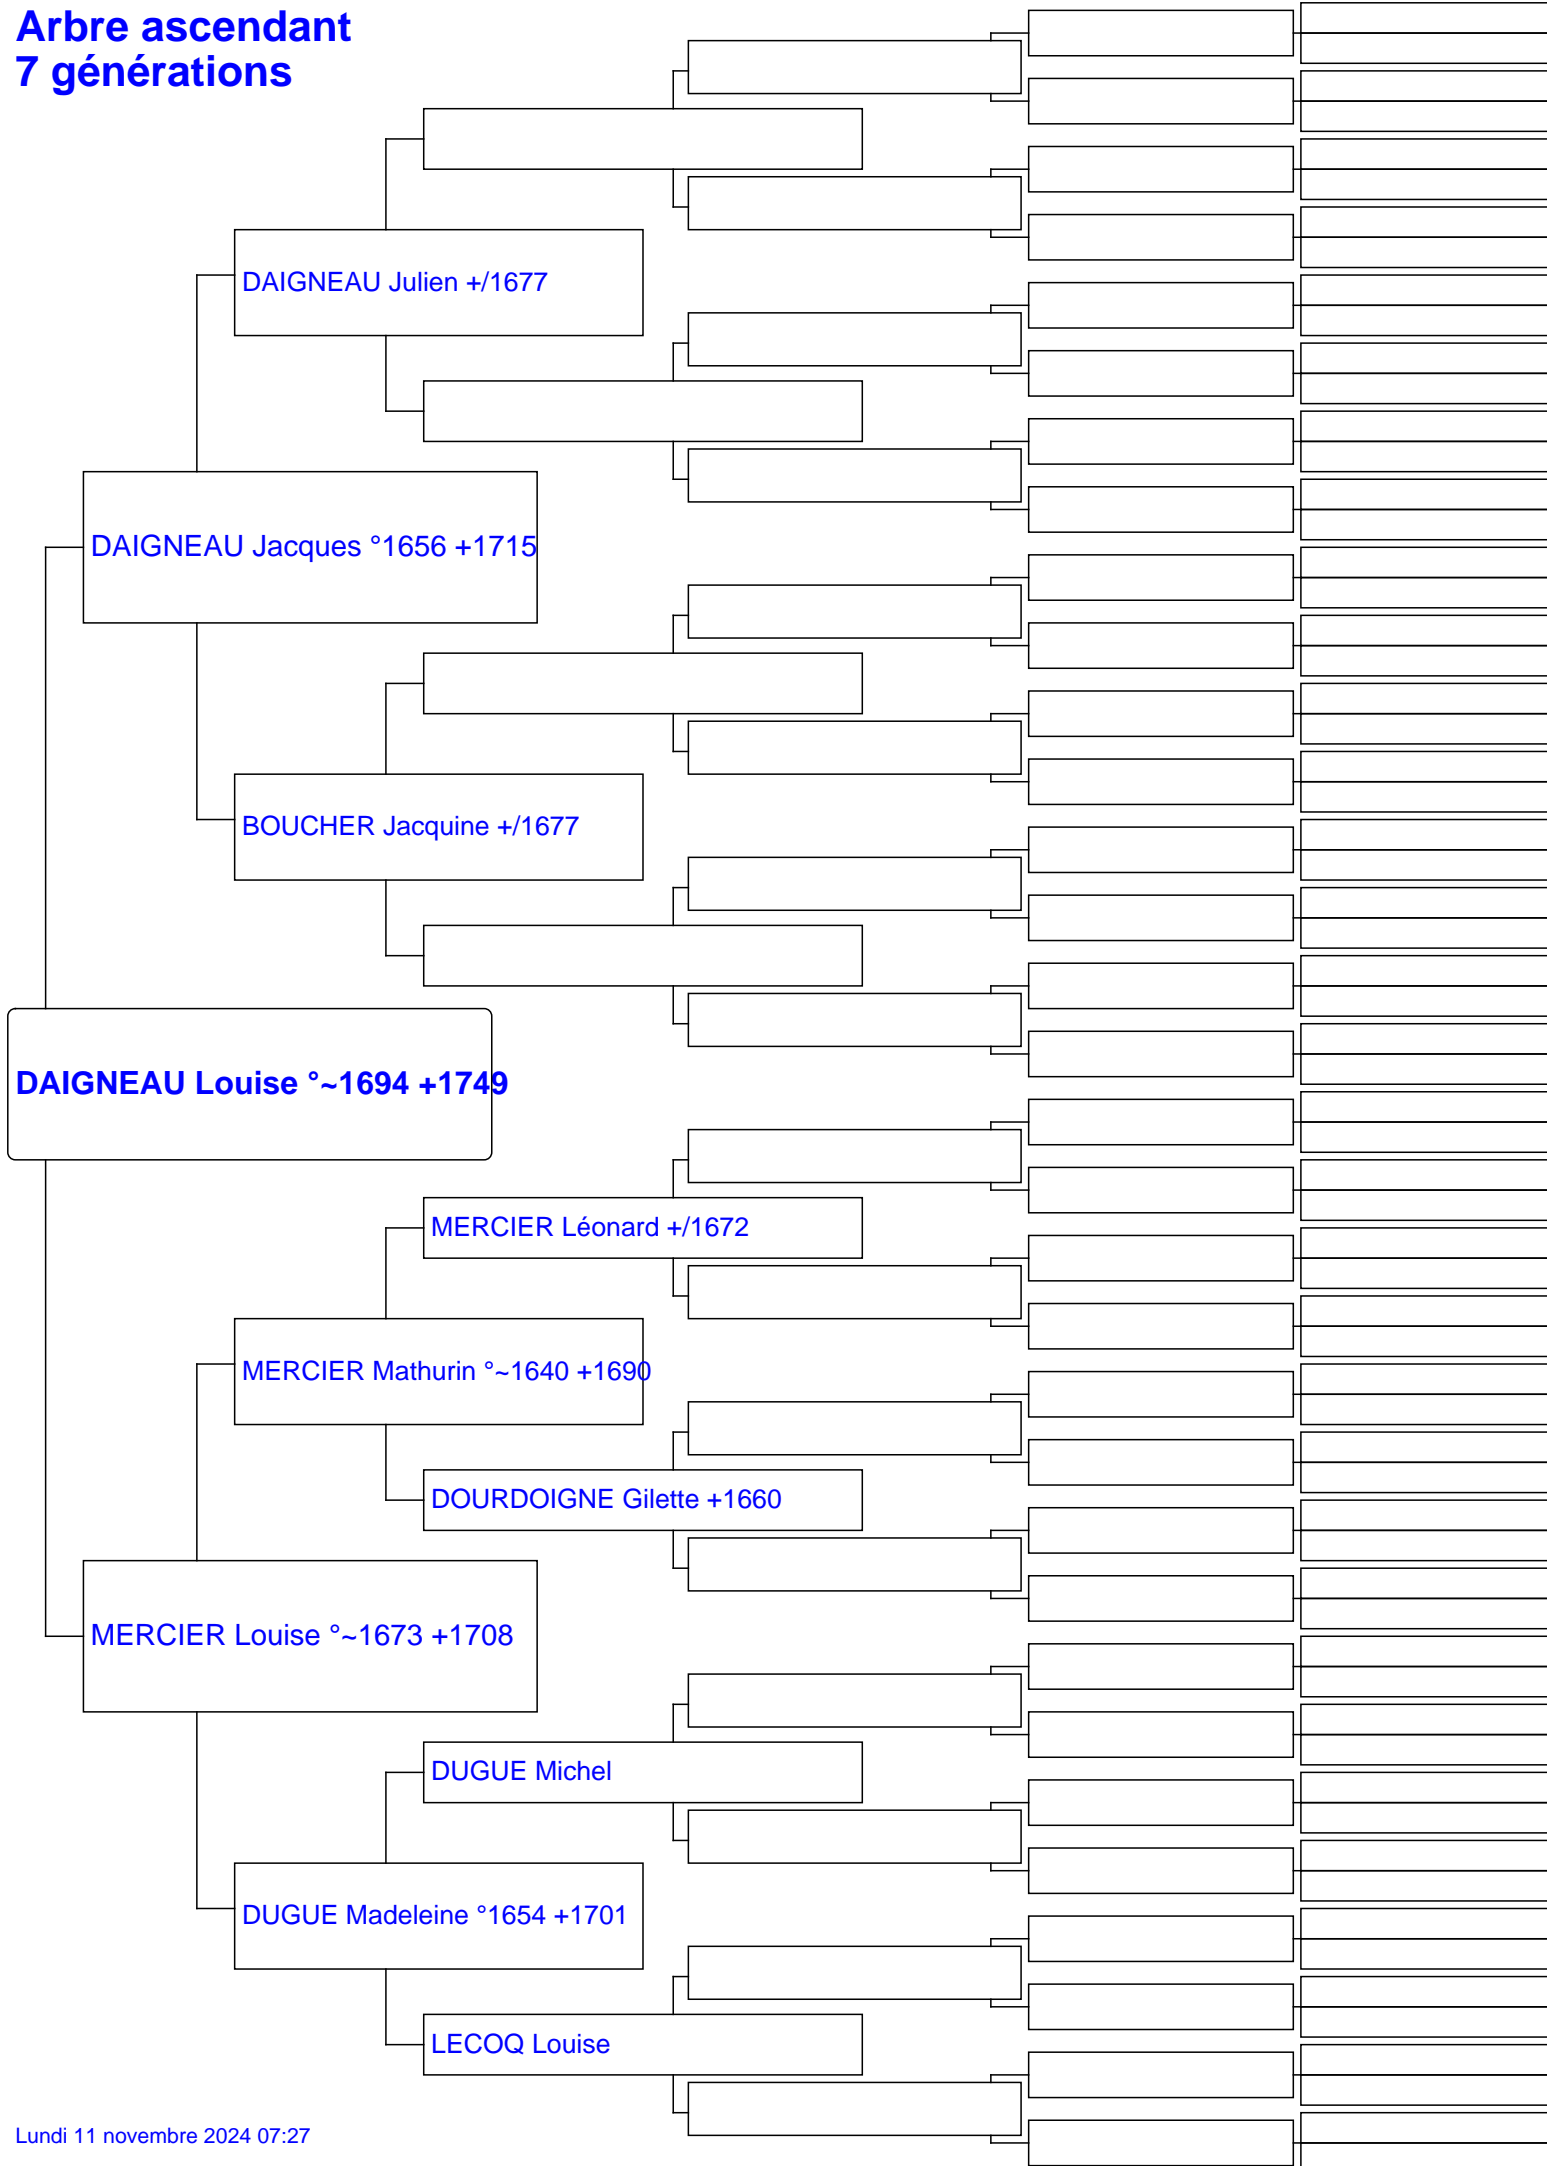 Arbre ascendant
7 générations
DAIGNEAU Julien +/1677
DAIGNEAU Jacques °1656 +1715
BOUCHER Jacquine +/1677
DAIGNEAU Louise °~1694 +1749
MERCIER Léonard +/1672
MERCIER Mathurin °~1640 +1690
DOURDOIGNE Gilette +1660
MERCIER Louise °~1673 +1708
DUGUE Michel
DUGUE Madeleine °1654 +1701
LECOQ Louise
Lundi 11 novembre 2024 07:27